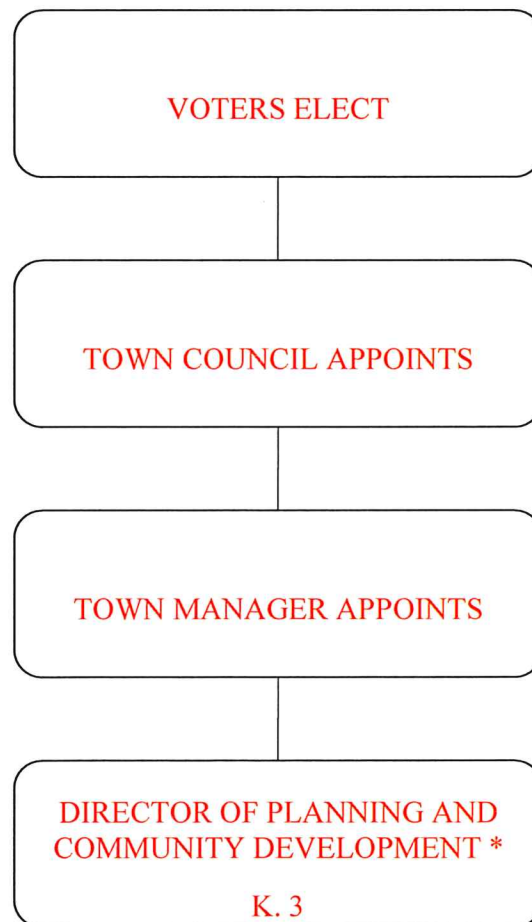 VOTERS ELECT
TOWN COUNCIL APPOINTS
TOWN MANAGER APPOINTS
DIRECTOR OF PLANNING AND
COMMUNITY DEVELOPMENT *
K. 3